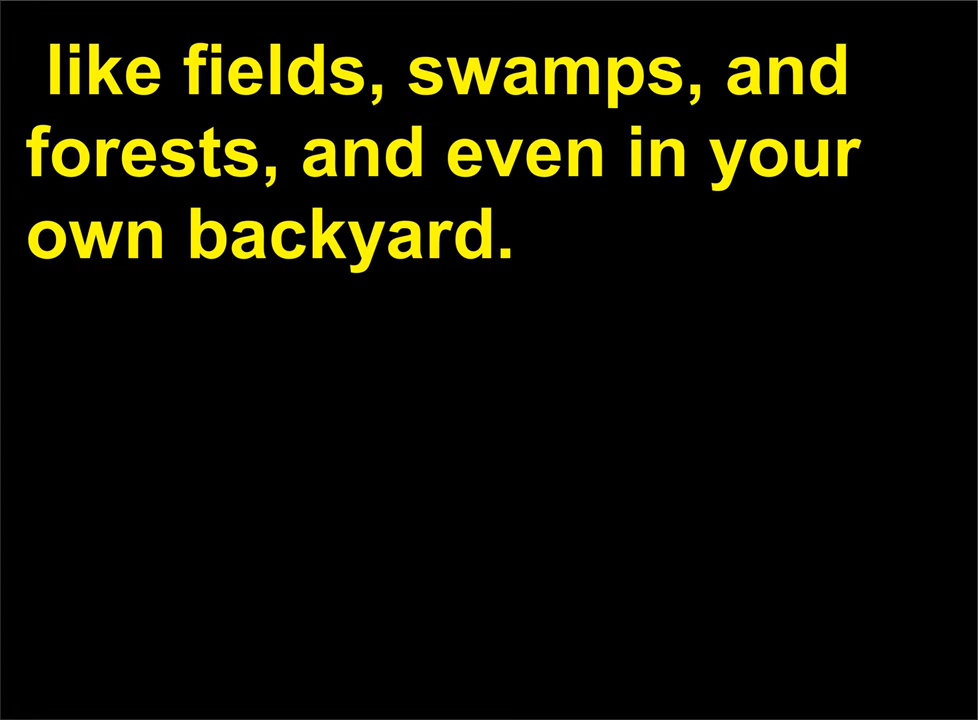 like fields, swamps, and
forests, and even in your
own backyard.